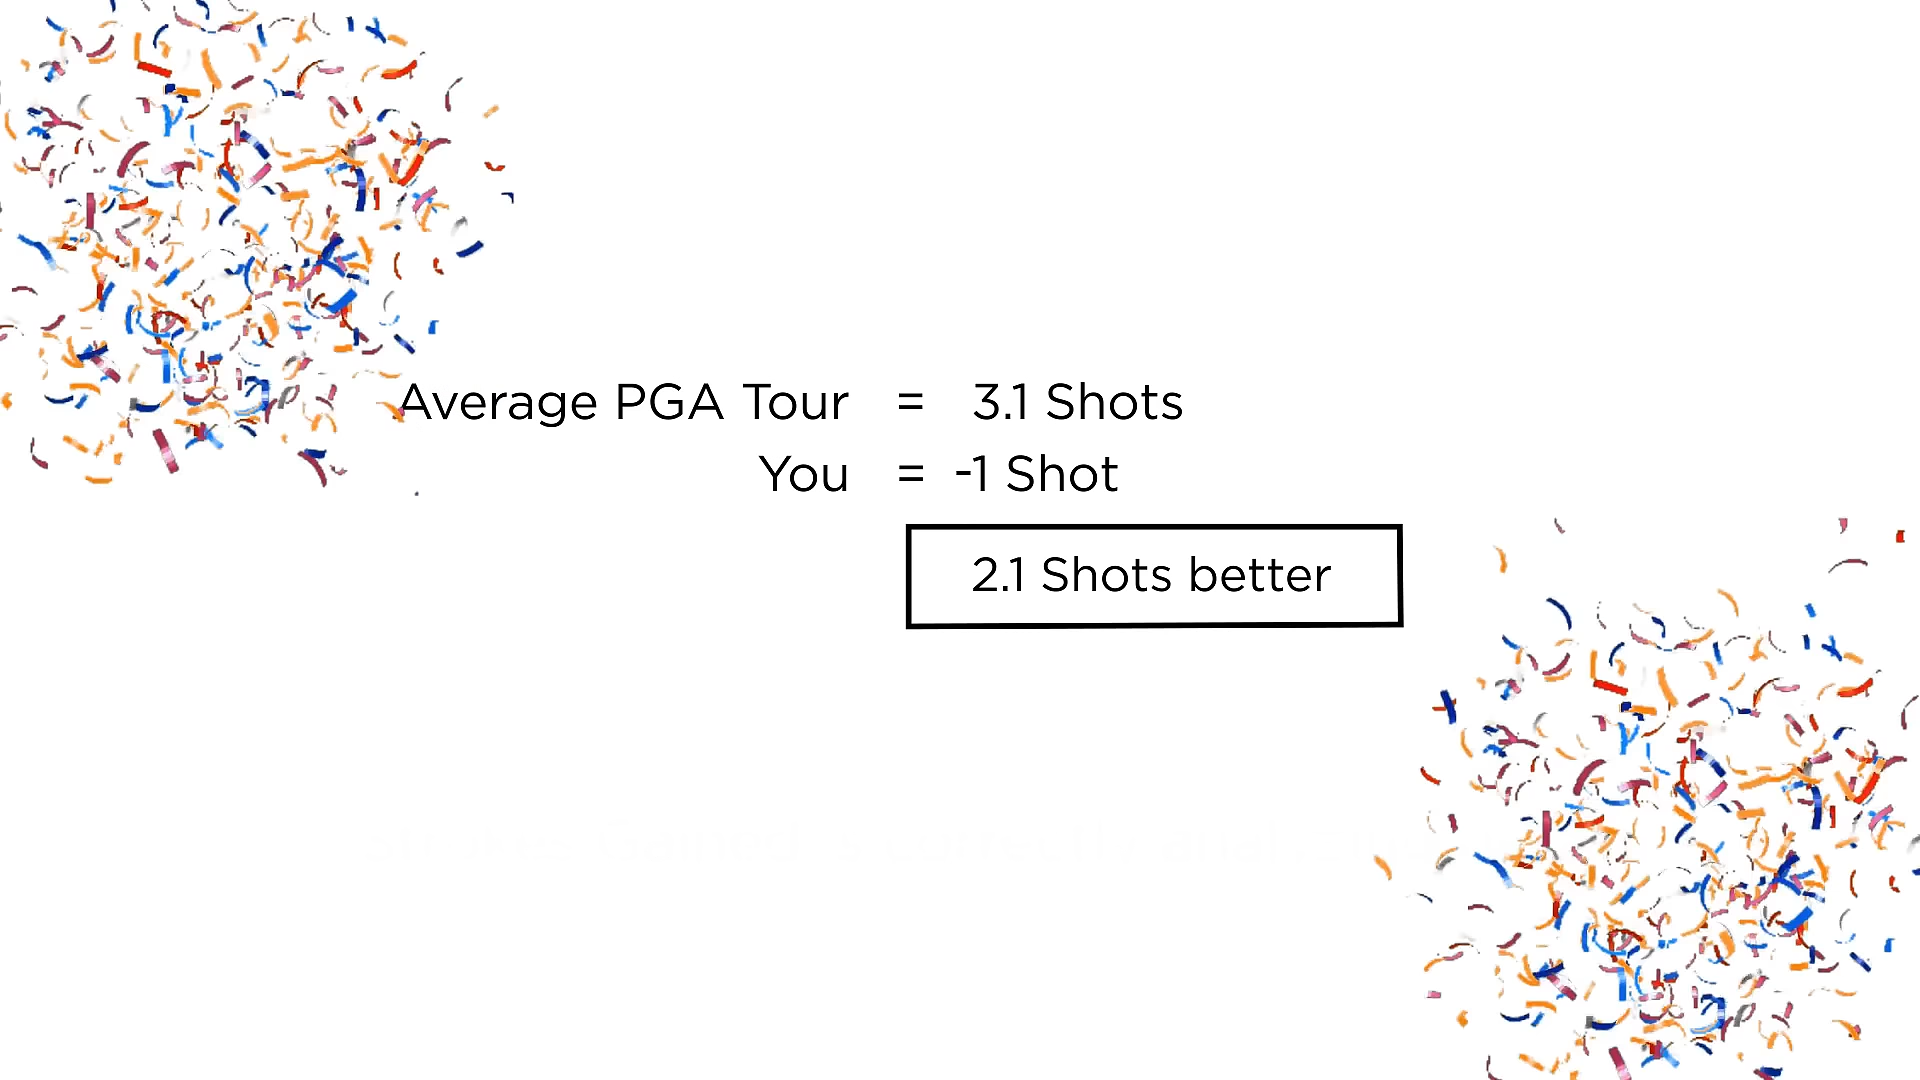 Average PGA Tour = 3.1 Shots
You = -1 Shot
2.1 Shots better